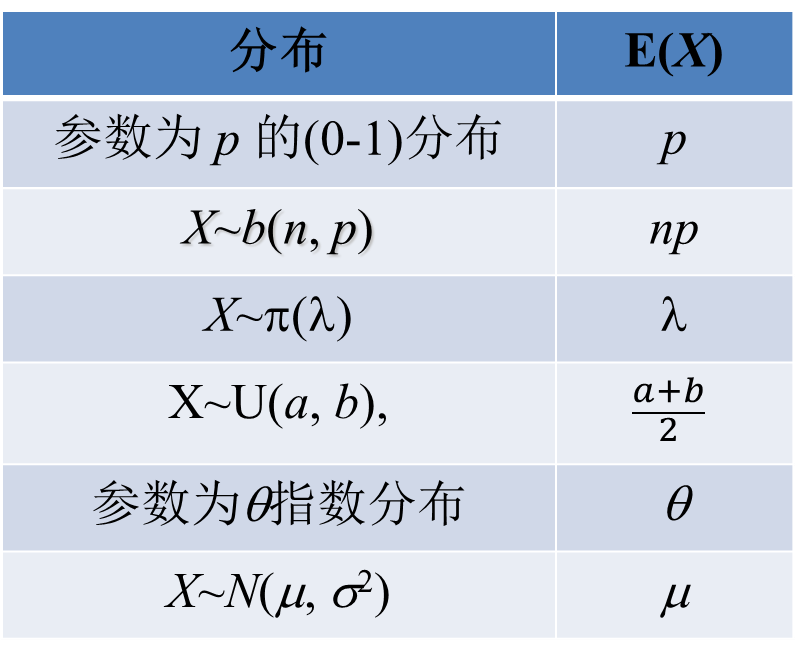 分布 E(X)
参数为 p 的(0-1)分布 p
X~b(n, p) np
X~π(λ) λ
X~U(a, b), a+b/2
参数为θ指数分布 θ
X~N(μ, σ²) μ